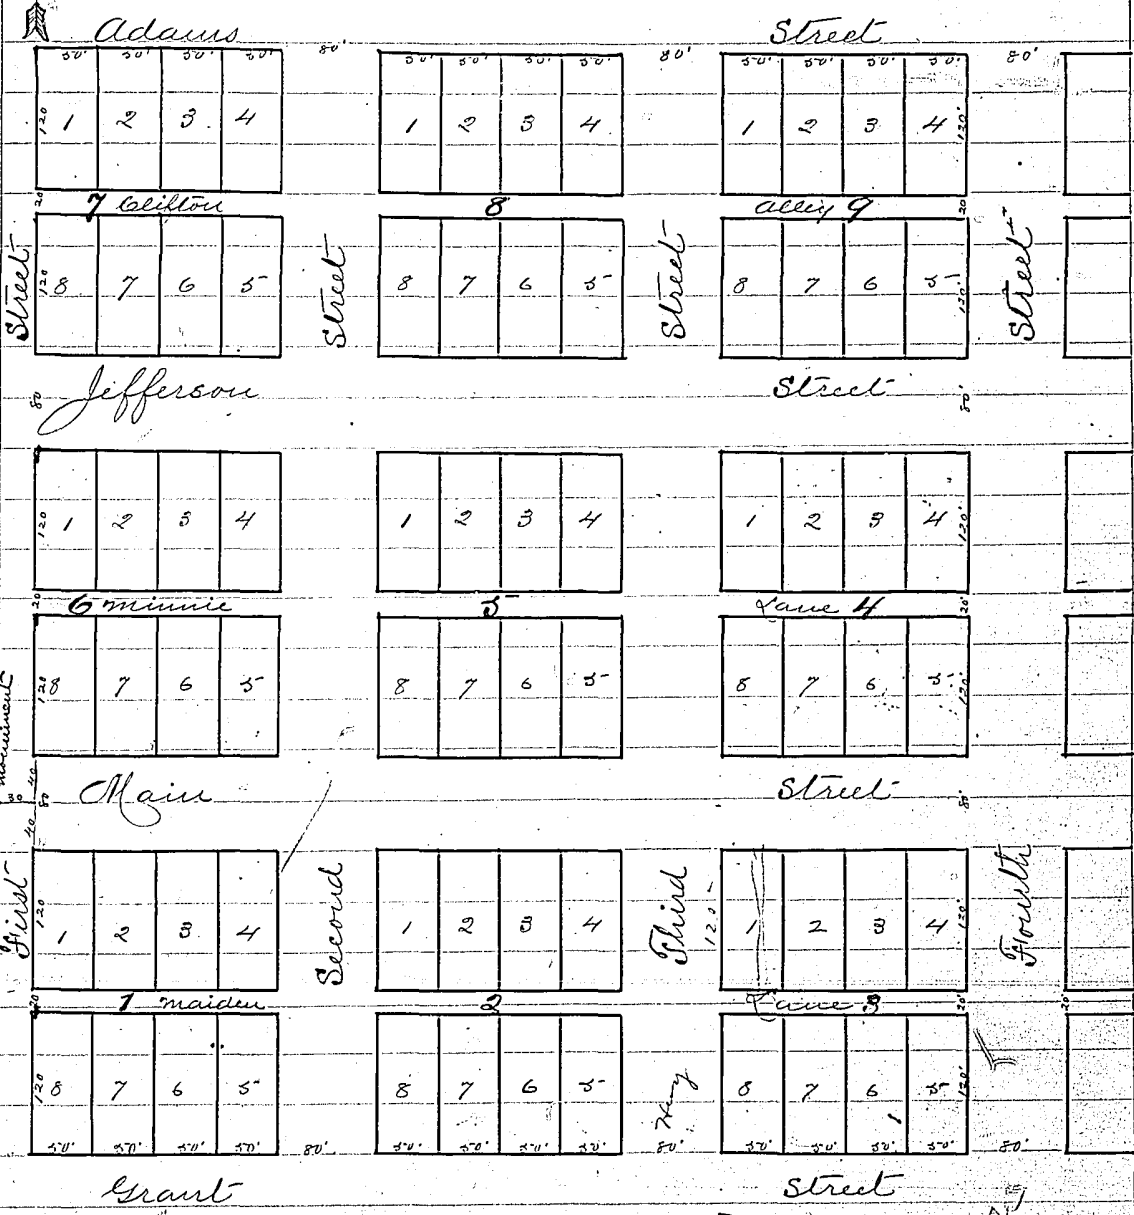 Adams Street
50' 50' 50' 50' 80' 50' 50' 50' 50' 80' 50' 50' 50' 50' 80'
120 1 2 3 4 1 2 3 4 1 2 3 4 120'
20 7 Clifton 8 Alley 9 20'
Street 120 8 7 6 5 Street 8 7 6 5 Street 8 7 6 5 120' Street
80 Jefferson Street 80'
120 1 2 3 4 1 2 3 4 1 2 3 4 120'
20 6 Minnie 5 Lane 4 20'
120 8 7 6 5 8 7 6 5 8 7 6 5 120'
monument
40
80 80 Main Street 80'
40
First 120 1 2 3 4 Second 1 2 3 4 Third 120' 1 2 3 4 120' Fourth
20 1 Maiden 2 Lane 3 20' 20'
120 8 7 6 5 8 7 6 5 Hwy 8 7 6 5 120'
50' 50' 50' 50' 80' 50' 50' 50' 50' 80' 50' 50' 50' 50' 80'
Grant Street